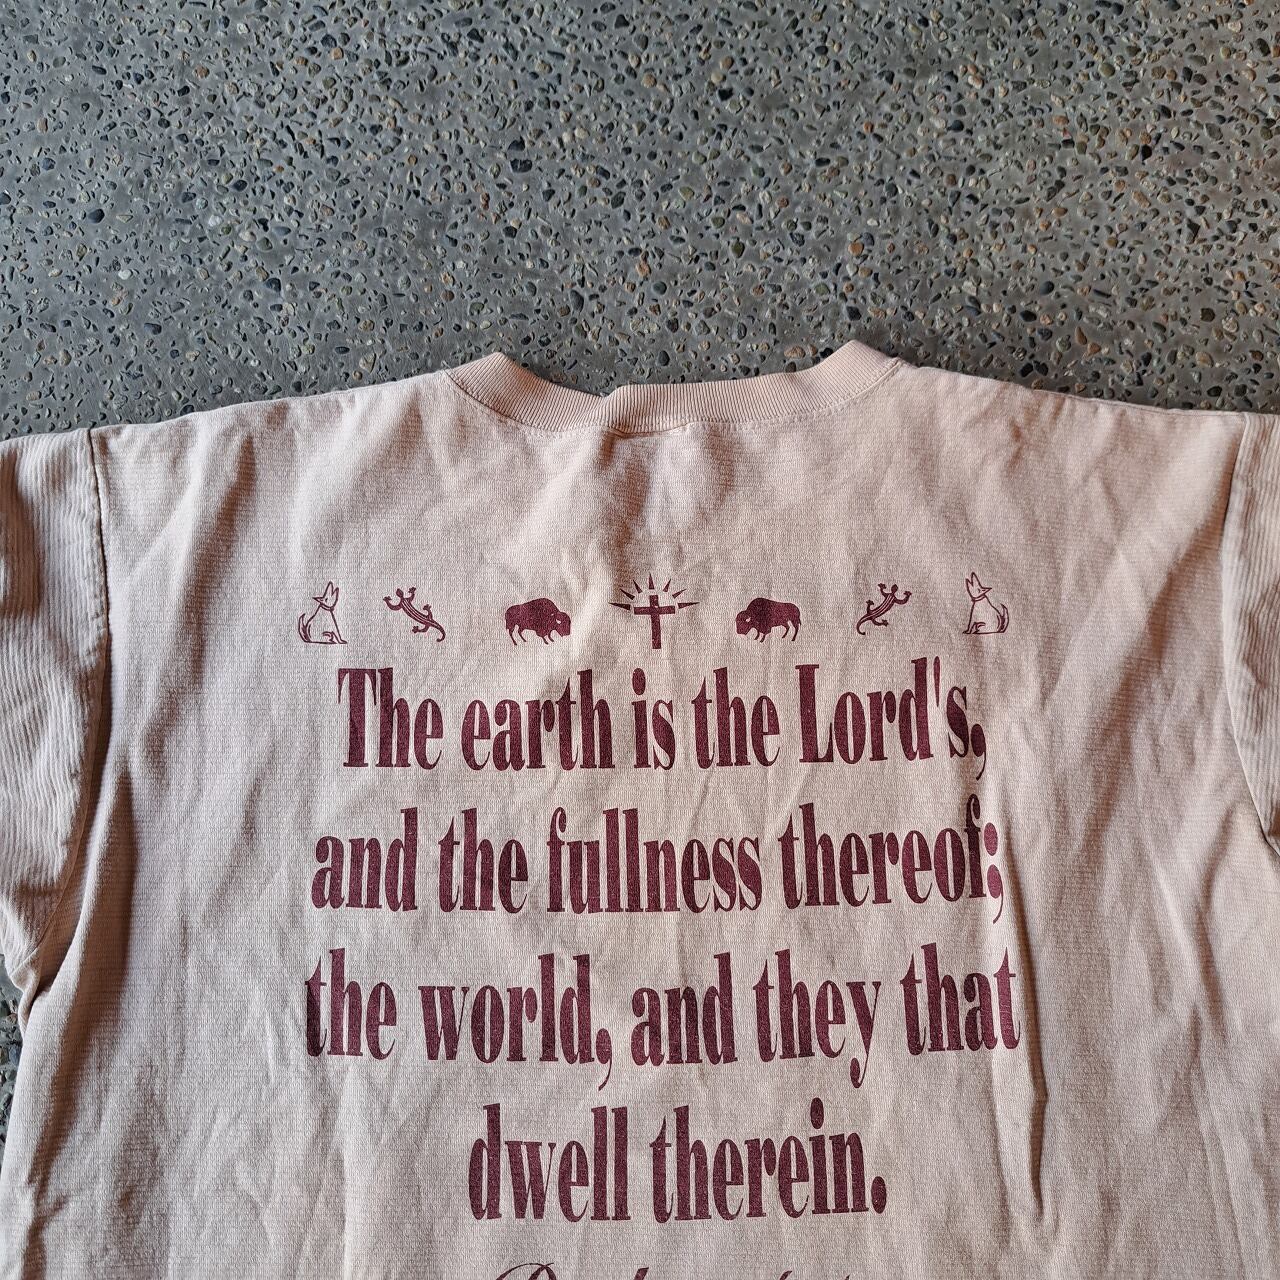 The earth is the Lord's,
and the fullness thereof;
the world, and they that
dwell therein.